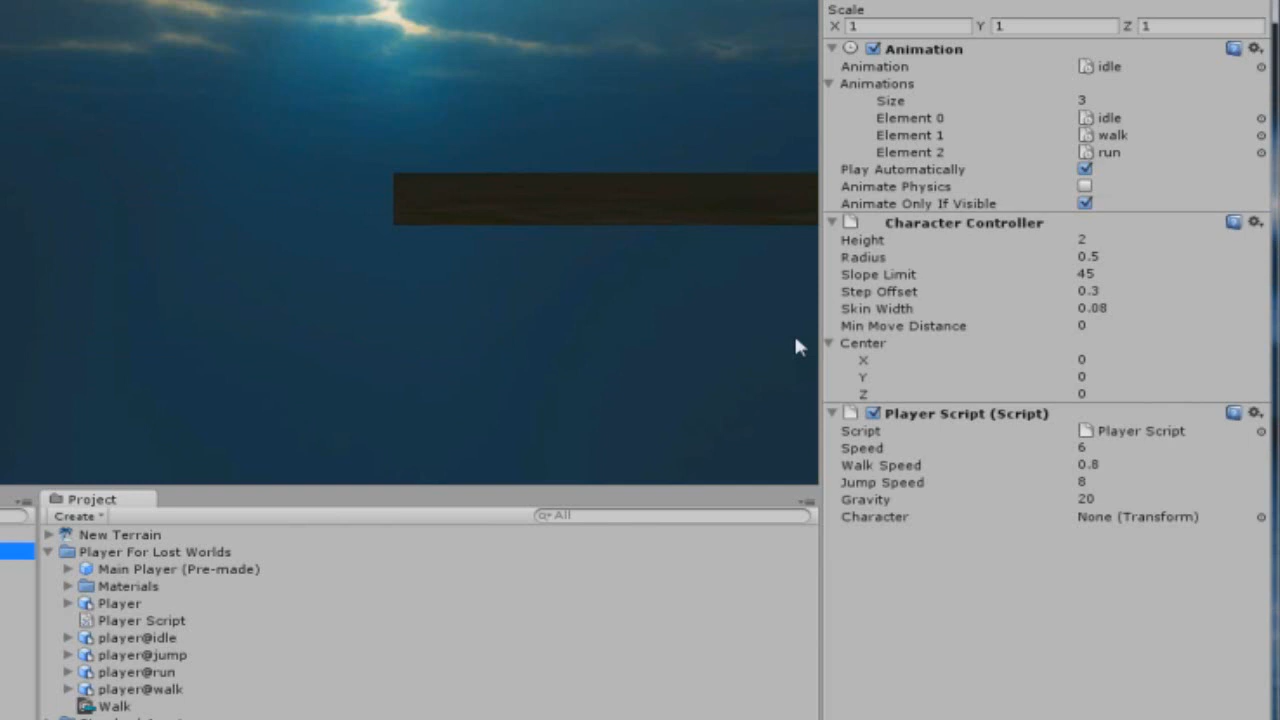 Scale
X 1 Y 1 Z 1
Animation
Animation idle
Animations
Size 3
Element 0 idle
Element 1 walk
Element 2 run
Play Automatically
Animate Physics
Animate Only If Visible
Character Controller
Height 2
Radius 0.5
Slope Limit 45
Step Offset 0.3
Skin Width 0.08
Min Move Distance 0
Center
X 0
Y 0
Z 0
Player Script (Script)
Script Player Script
Speed 6
Walk Speed 0.8
Jump Speed 8
Gravity 20
Character None (Transform)
Project
Create All
New Terrain
Player For Lost Worlds
Main Player (Pre-made)
Materials
Player
Player Script
player@idle
player@jump
player@run
player@walk
Walk